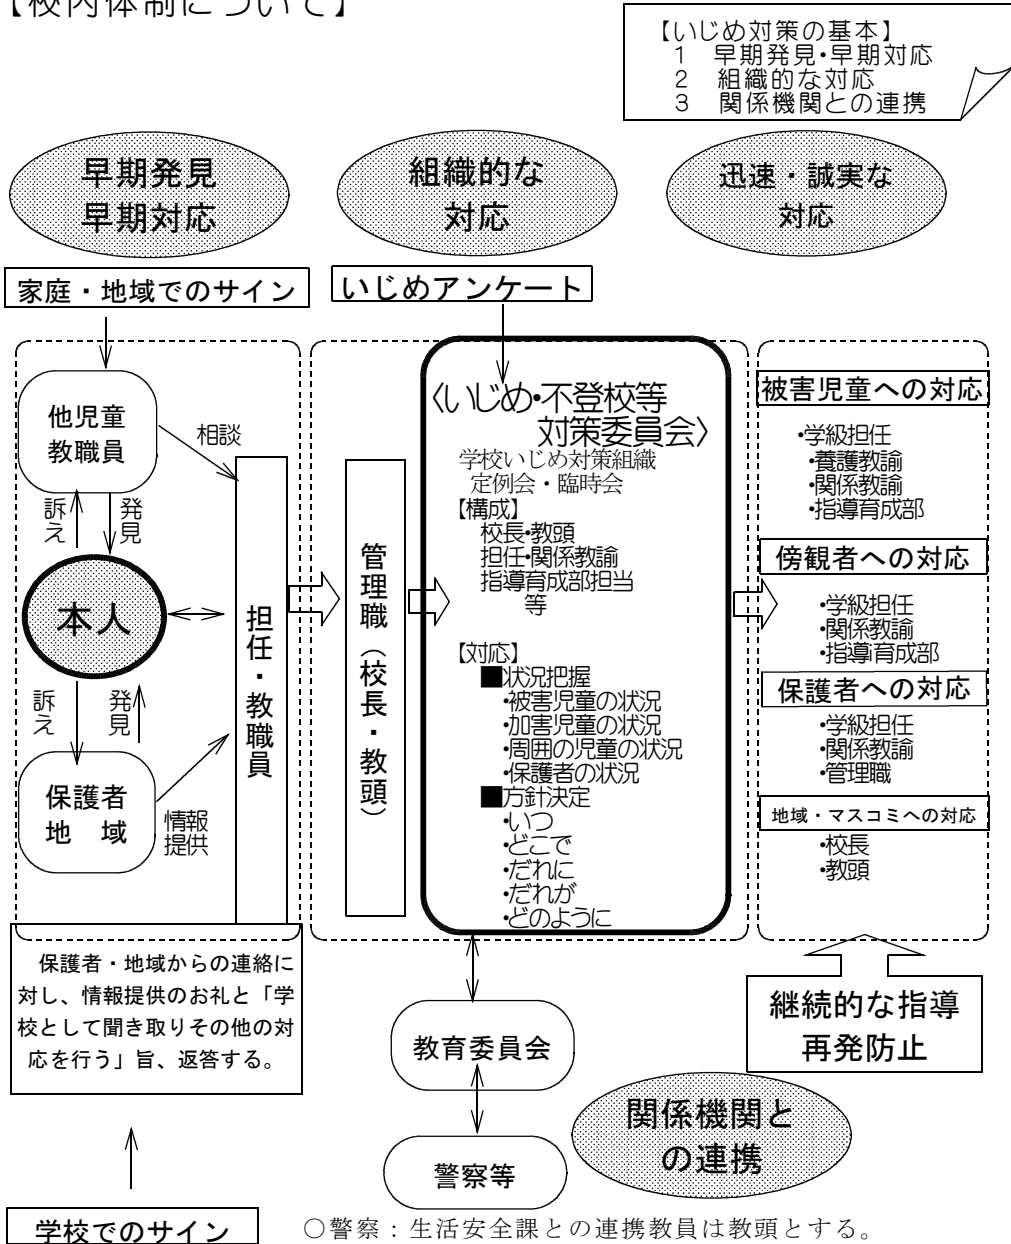 【校内体制について】
【いじめ対策の基本】
1 早期発見・早期対応
2 組織的な対応
3 関係機関との連携
早期発見
早期対応
組織的な
対応
迅速・誠実な
対応
家庭・地域でのサイン
いじめアンケート
他児童
教職員
相談
訴え
発見
本人
訴え
発見
保護者
地　域
情報
提供
担任・教職員
管理職（校長・教頭）
〈いじめ・不登校等
対策委員会〉
学校いじめ対策組織
定例会・臨時会
【構成】
校長・教頭
担任・関係教諭
指導育成部担当
等
【対応】
■状況把握
・被害児童の状況
・加害児童の状況
・周囲の児童の状況
・保護者の状況
■方針決定
・いつ
・どこで
・だれに
・だれが
・どのように
被害児童への対応
・学級担任
・養護教諭
・関係教諭
・指導育成部
傍観者への対応
・学級担任
・関係教諭
・指導育成部
保護者への対応
・学級担任
・関係教諭
・管理職
地域・マスコミへの対応
・校長
・教頭
保護者・地域からの連絡に
対し、情報提供のお礼と「学
校として聞き取りその他の対
応を行う」旨、返答する。
継続的な指導
再発防止
教育委員会
関係機関と
の連携
警察等
学校でのサイン
○警察：生活安全課との連携教員は教頭とする。